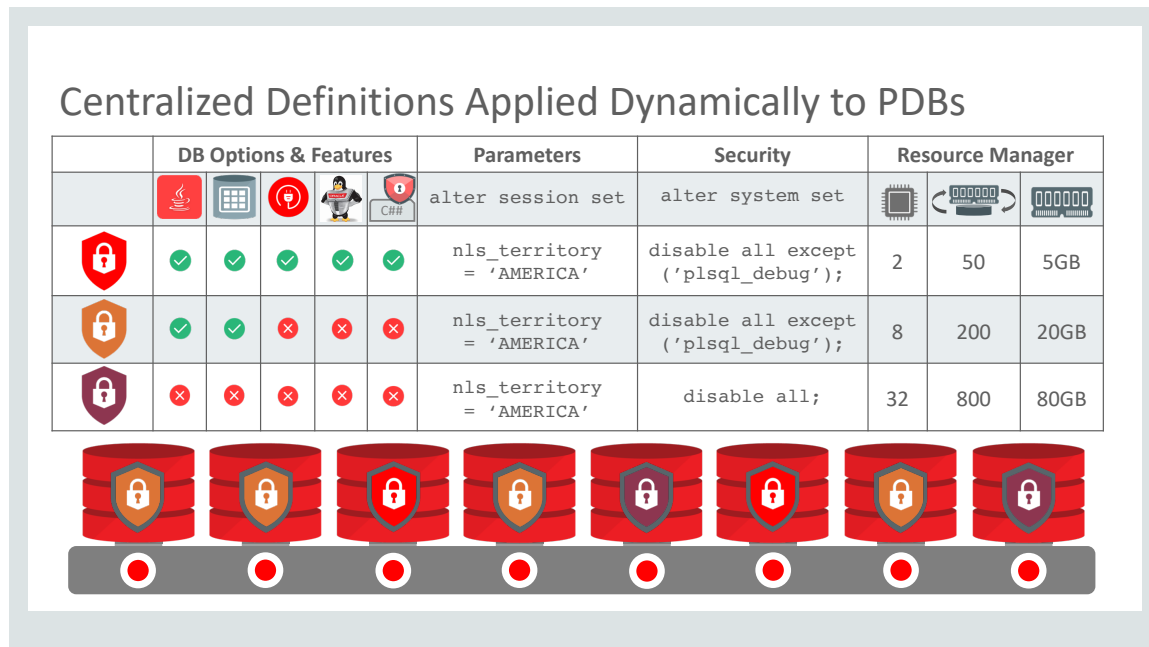 Centralized Definitions Applied Dynamically to PDBs
DB Options & Features
Parameters
Security
Resource Manager
C##
alter session set
alter system set
nls_territory
= ‘AMERICA’
disable all except
(’plsql_debug’);
2
50
5GB
nls_territory
= ‘AMERICA’
disable all except
(’plsql_debug’);
8
200
20GB
nls_territory
= ‘AMERICA’
disable all;
32
800
80GB